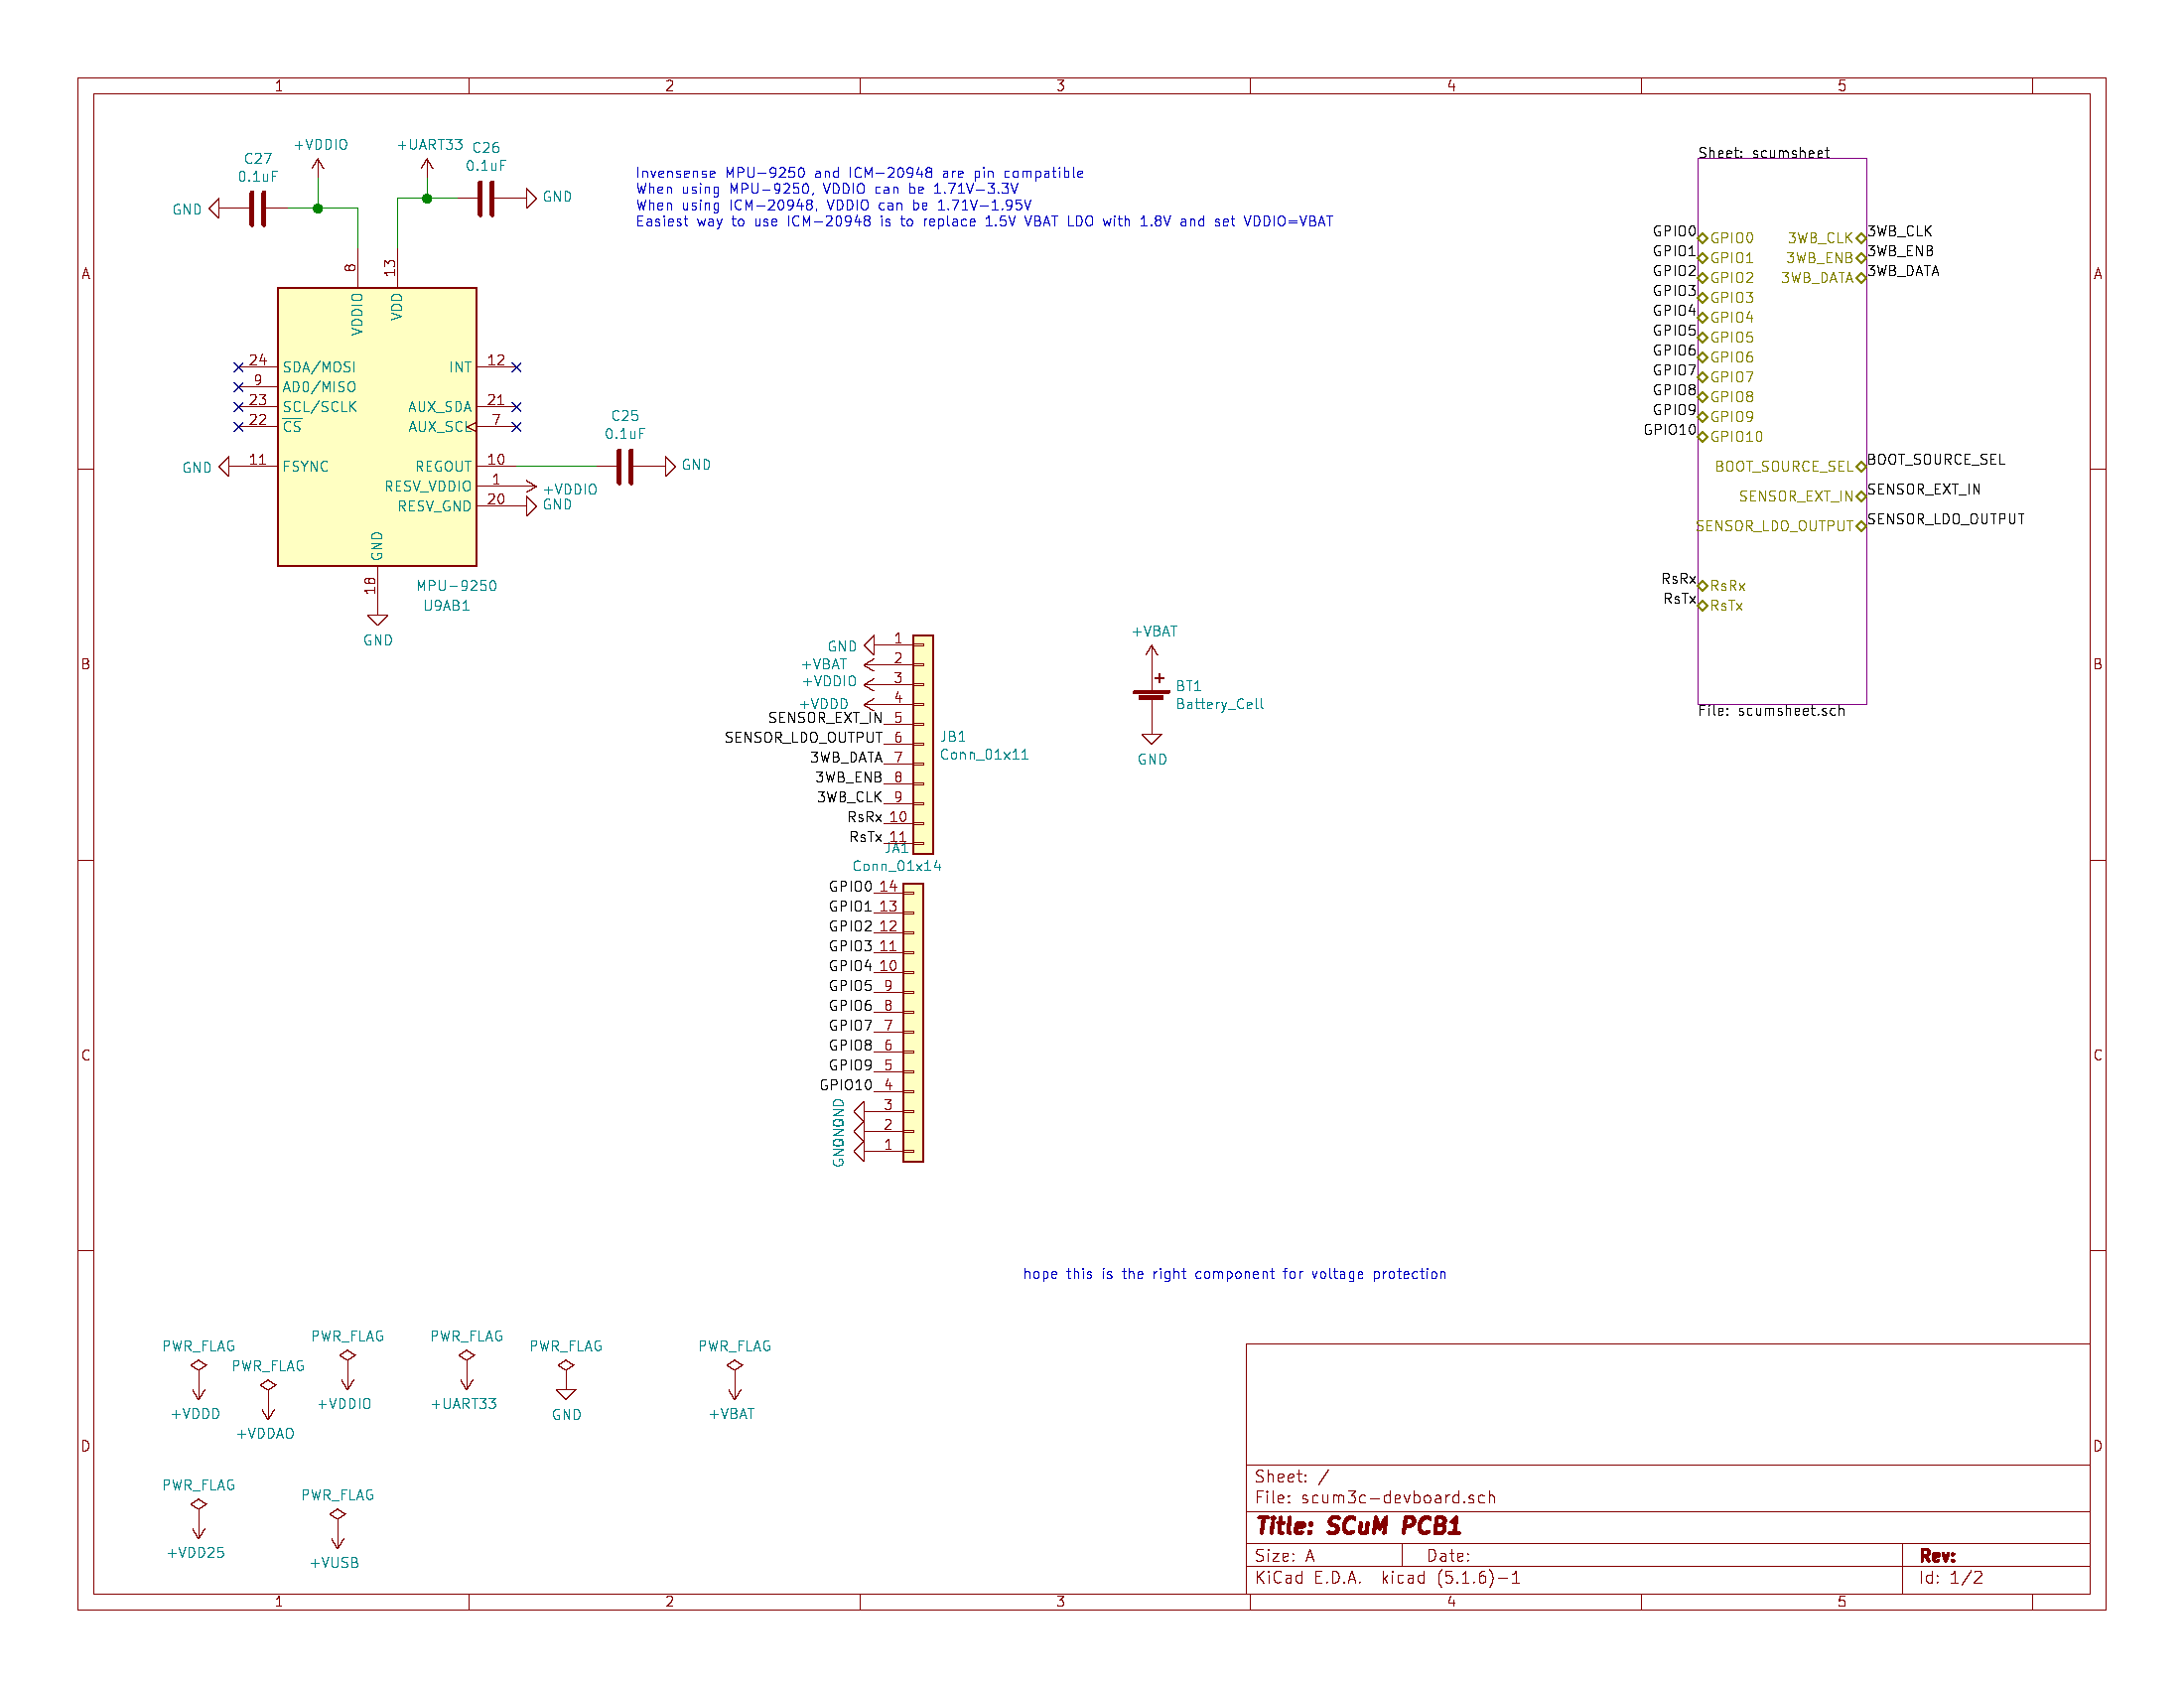 1 2 3 4 5
+VDDIO
+UART33
C27
0.1uF
C26
0.1uF
GND
GND
Invensense MPU-9250 and ICM-20948 are pin compatible
When using MPU-9250, VDDIO can be 1.71V-3.3V
When using ICM-20948, VDDIO can be 1.71V-1.95V
Easiest way to use ICM-20948 is to replace 1.5V VBAT LDO with 1.8V and set VDDIO=VBAT
A
A
8
13
VDDIO
VDD
24 SDA/MOSI
9 AD0/MISO
23 SCL/SCLK
22 CS
GND 11 FSYNC
INT 12
AUX_SDA 21
AUX_SCL 7
REGOUT 10
RESV_VDDIO 1 +VDDIO
RESV_GND 20 GND
C25
0.1uF
GND
GND
18
GND
MPU-9250
U9AB1
Sheet: scumsheet
GPIO0 GPIO0
GPIO1 GPIO1
GPIO2 GPIO2
GPIO3 GPIO3
GPIO4 GPIO4
GPIO5 GPIO5
GPIO6 GPIO6
GPIO7 GPIO7
GPIO8 GPIO8
GPIO9 GPIO9
GPIO10 GPIO10
3WB_CLK 3WB_CLK
3WB_ENB 3WB_ENB
3WB_DATA 3WB_DATA
BOOT_SOURCE_SEL BOOT_SOURCE_SEL
SENSOR_EXT_IN SENSOR_EXT_IN
SENSOR_LDO_OUTPUT SENSOR_LDO_OUTPUT
RsRx RsRx
RsTx RsTx
File: scumsheet.sch
B
B
GND 1
+VBAT 2
+VDDIO 3
+VDDD 4
SENSOR_EXT_IN 5
SENSOR_LDO_OUTPUT 6
3WB_DATA 7
3WB_ENB 8
3WB_CLK 9
RsRx 10
RsTx 11
JB1
Conn_01x11
+VBAT
+
BT1
Battery_Cell
GND
JA1
Conn_01x14
GPIO0 14
GPIO1 13
GPIO2 12
GPIO3 11
GPIO4 10
GPIO5 9
GPIO6 8
GPIO7 7
GPIO8 6
GPIO9 5
GPIO10 4
GND 3
GND 2
GND 1
C
C
hope this is the right component for voltage protection
PWR_FLAG
+VDDD
PWR_FLAG
+VDDAO
PWR_FLAG
+VDDIO
PWR_FLAG
+UART33
PWR_FLAG
GND
PWR_FLAG
+VBAT
D
D
PWR_FLAG
+VDD25
PWR_FLAG
+VUSB
Sheet: /
File: scum3c-devboard.sch
Title: SCuM PCB1
Size: A Date: Rev:
KiCad E.D.A. kicad (5.1.6)-1 Id: 1/2
1 2 3 4 5